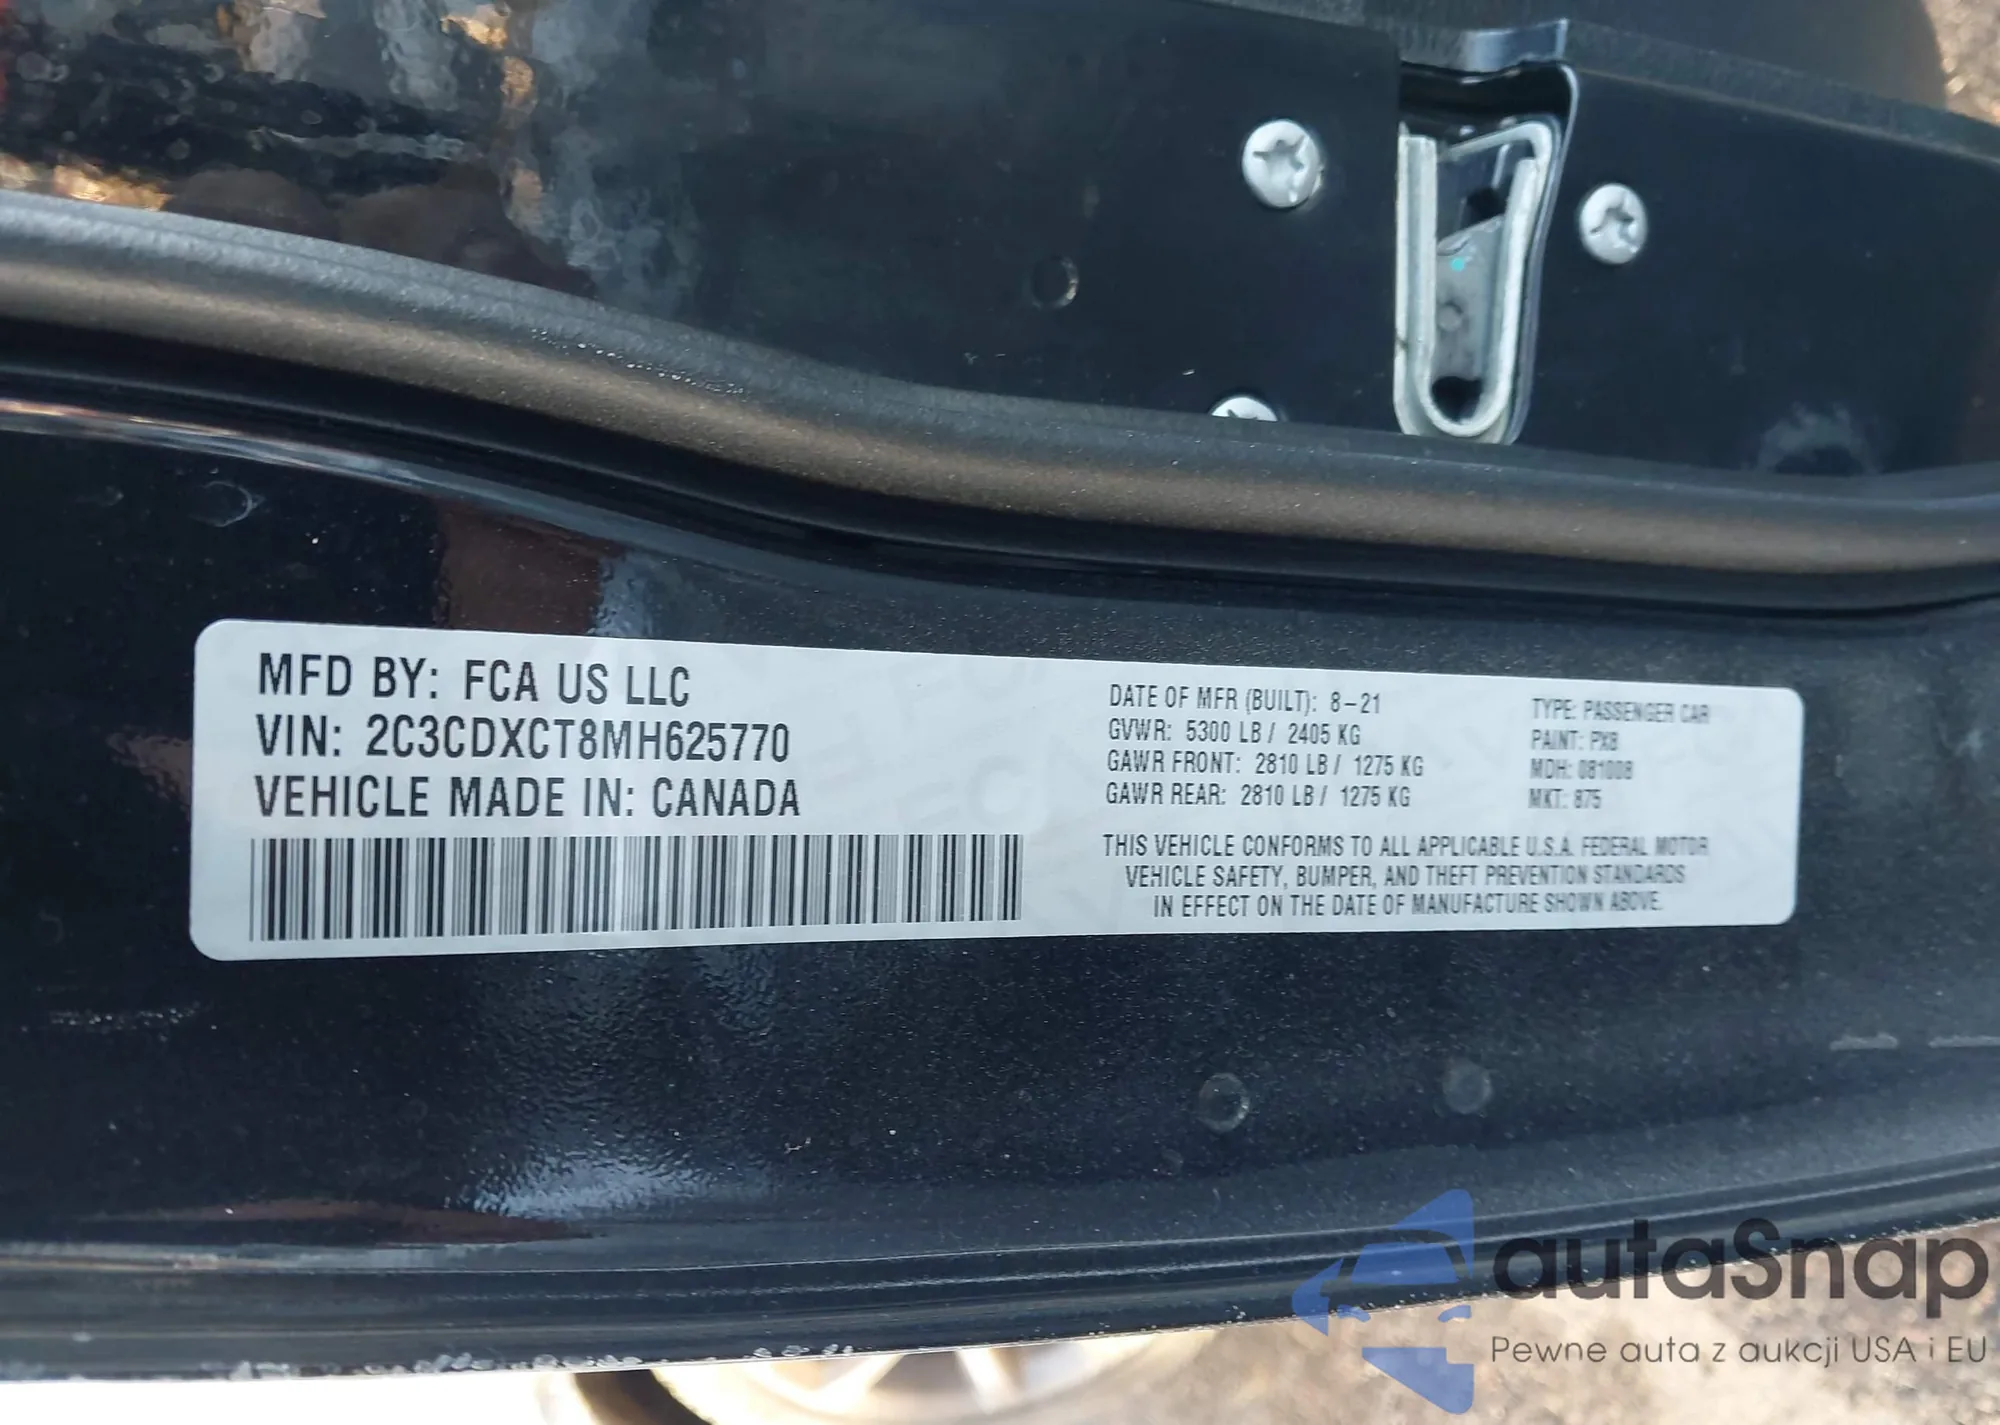 MFD BY: FCA US LLC
VIN: 2C3CDXCT8MH625770
VEHICLE MADE IN: CANADA
DATE OF MFR (BUILT): 8-21
GVWR: 5300 LB / 2405 KG
GAWR FRONT: 2810 LB / 1275 KG
GAWR REAR: 2810 LB / 1275 KG
TYPE: PASSENGER CAR
PAINT: PX8
MDH: 081008
MKT: 875
THIS VEHICLE CONFORMS TO ALL APPLICABLE U.S.A. FEDERAL MOTOR
VEHICLE SAFETY, BUMPER, AND THEFT PREVENTION STANDARDS
IN EFFECT ON THE DATE OF MANUFACTURE SHOWN ABOVE.
autaSnap
Pewne auta z aukcji USA i EU